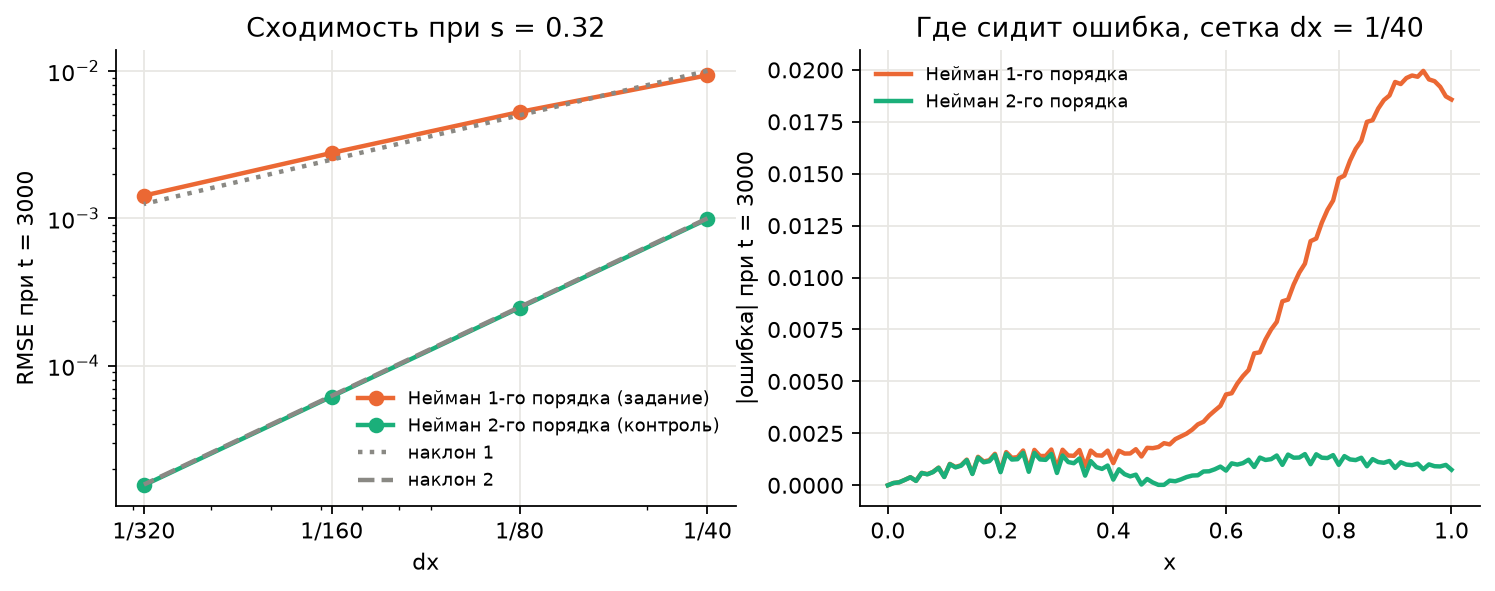 Сходимость при s = 0.32
RMSE при t = 3000
10⁻²
10⁻³
10⁻⁴
Нейман 1-го порядка (задание)
Нейман 2-го порядка (контроль)
наклон 1
наклон 2
1/320
1/160
1/80
1/40
dx
Где сидит ошибка, сетка dx = 1/40
|ошибка| при t = 3000
0.0200
0.0175
0.0150
0.0125
0.0100
0.0075
0.0050
0.0025
0.0000
Нейман 1-го порядка
Нейман 2-го порядка
0.0
0.2
0.4
0.6
0.8
1.0
x